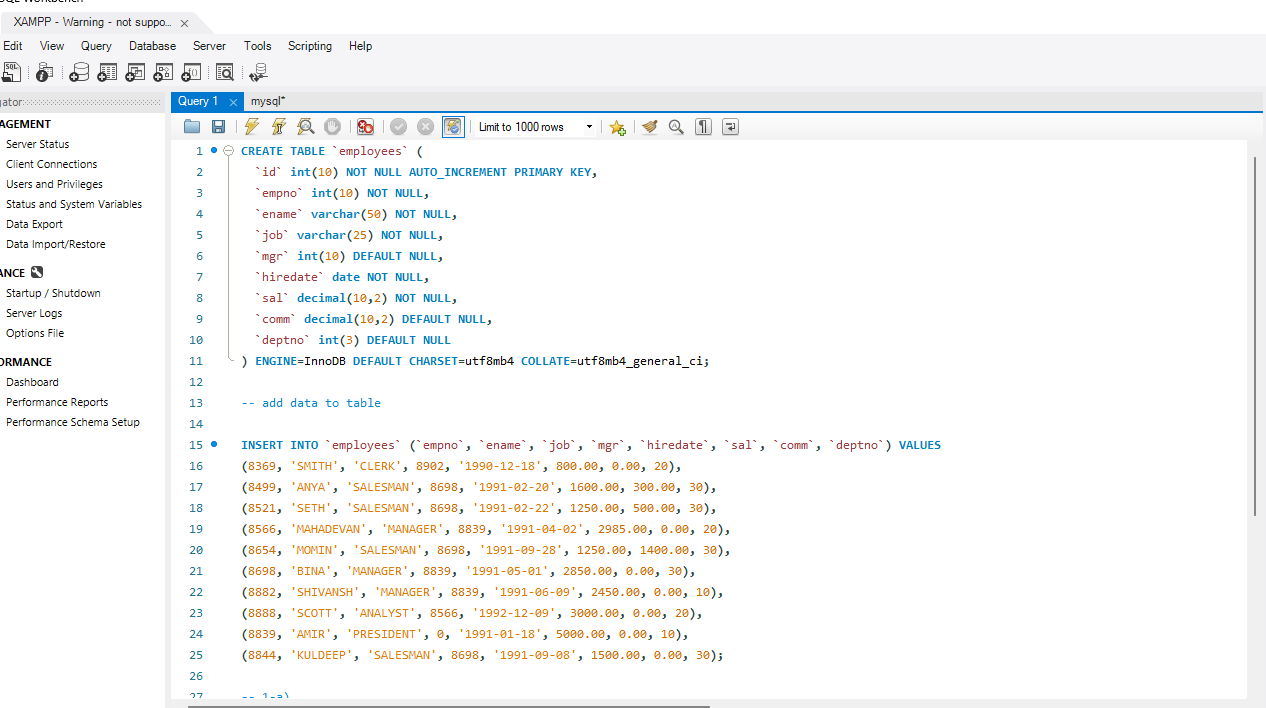 XAMPP - Warning - not suppo...
Edit View Query Database Server Tools Scripting Help
Query 1 mysql*
AGEMENT
Server Status
Client Connections
Users and Privileges
Status and System Variables
Data Export
Data Import/Restore
ANCE
Startup / Shutdown
Server Logs
Options File
ORMANCE
Dashboard
Performance Reports
Performance Schema Setup
Limit to 1000 rows
1 CREATE TABLE `employees` (
2 `id` int(10) NOT NULL AUTO_INCREMENT PRIMARY KEY,
3 `empno` int(10) NOT NULL,
4 `ename` varchar(50) NOT NULL,
5 `job` varchar(25) NOT NULL,
6 `mgr` int(10) DEFAULT NULL,
7 `hiredate` date NOT NULL,
8 `sal` decimal(10,2) NOT NULL,
9 `comm` decimal(10,2) DEFAULT NULL,
10 `deptno` int(3) DEFAULT NULL
11 ) ENGINE=InnoDB DEFAULT CHARSET=utf8mb4 COLLATE=utf8mb4_general_ci;
12
13 -- add data to table
14
15 INSERT INTO `employees` (`empno`, `ename`, `job`, `mgr`, `hiredate`, `sal`, `comm`, `deptno`) VALUES
16 (8369, 'SMITH', 'CLERK', 8902, '1990-12-18', 800.00, 0.00, 20),
17 (8499, 'ANYA', 'SALESMAN', 8698, '1991-02-20', 1600.00, 300.00, 30),
18 (8521, 'SETH', 'SALESMAN', 8698, '1991-02-22', 1250.00, 500.00, 30),
19 (8566, 'MAHADEVAN', 'MANAGER', 8839, '1991-04-02', 2985.00, 0.00, 20),
20 (8654, 'MOMIN', 'SALESMAN', 8698, '1991-09-28', 1250.00, 1400.00, 30),
21 (8698, 'BINA', 'MANAGER', 8839, '1991-05-01', 2850.00, 0.00, 30),
22 (8882, 'SHIVANSH', 'MANAGER', 8839, '1991-06-09', 2450.00, 0.00, 10),
23 (8888, 'SCOTT', 'ANALYST', 8566, '1992-12-09', 3000.00, 0.00, 20),
24 (8839, 'AMIR', 'PRESIDENT', 0, '1991-01-18', 5000.00, 0.00, 10),
25 (8844, 'KULDEEP', 'SALESMAN', 8698, '1991-09-08', 1500.00, 0.00, 30);
26
27 -- 1-a)